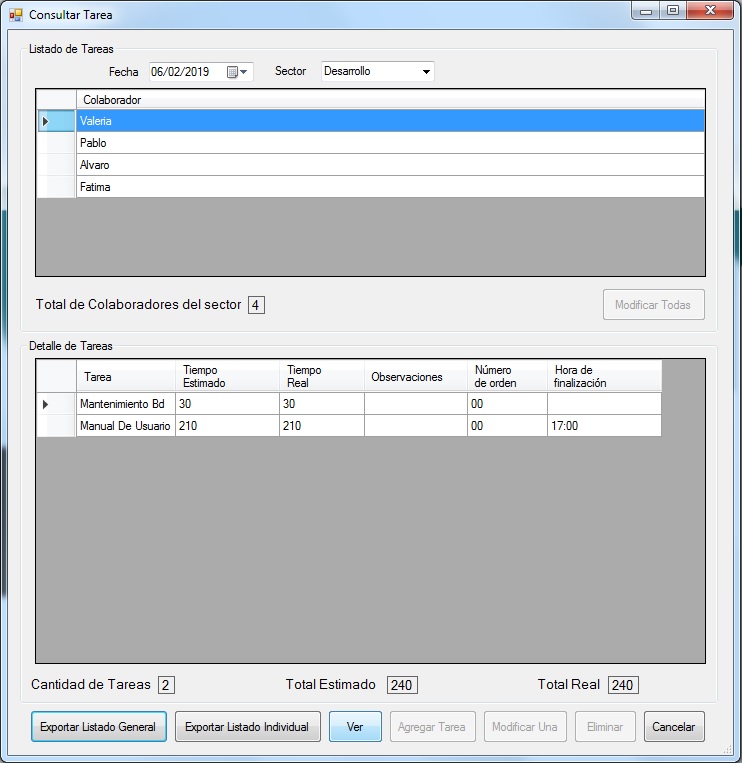 Consultar Tarea
Listado de Tareas
Fecha 06/02/2019 Sector Desarrollo
Colaborador
Valeria
Pablo
Alvaro
Fatima
Total de Colaboradores del sector 4 Modificar Todas
Detalle de Tareas
Tarea Tiempo Estimado Tiempo Real Observaciones Número de orden Hora de finalización
Mantenimiento Bd 30 30 00
Manual De Usuario 210 210 00 17:00
Cantidad de Tareas 2 Total Estimado 240 Total Real 240
Exportar Listado General Exportar Listado Individual Ver Agregar Tarea Modificar Una Eliminar Cancelar